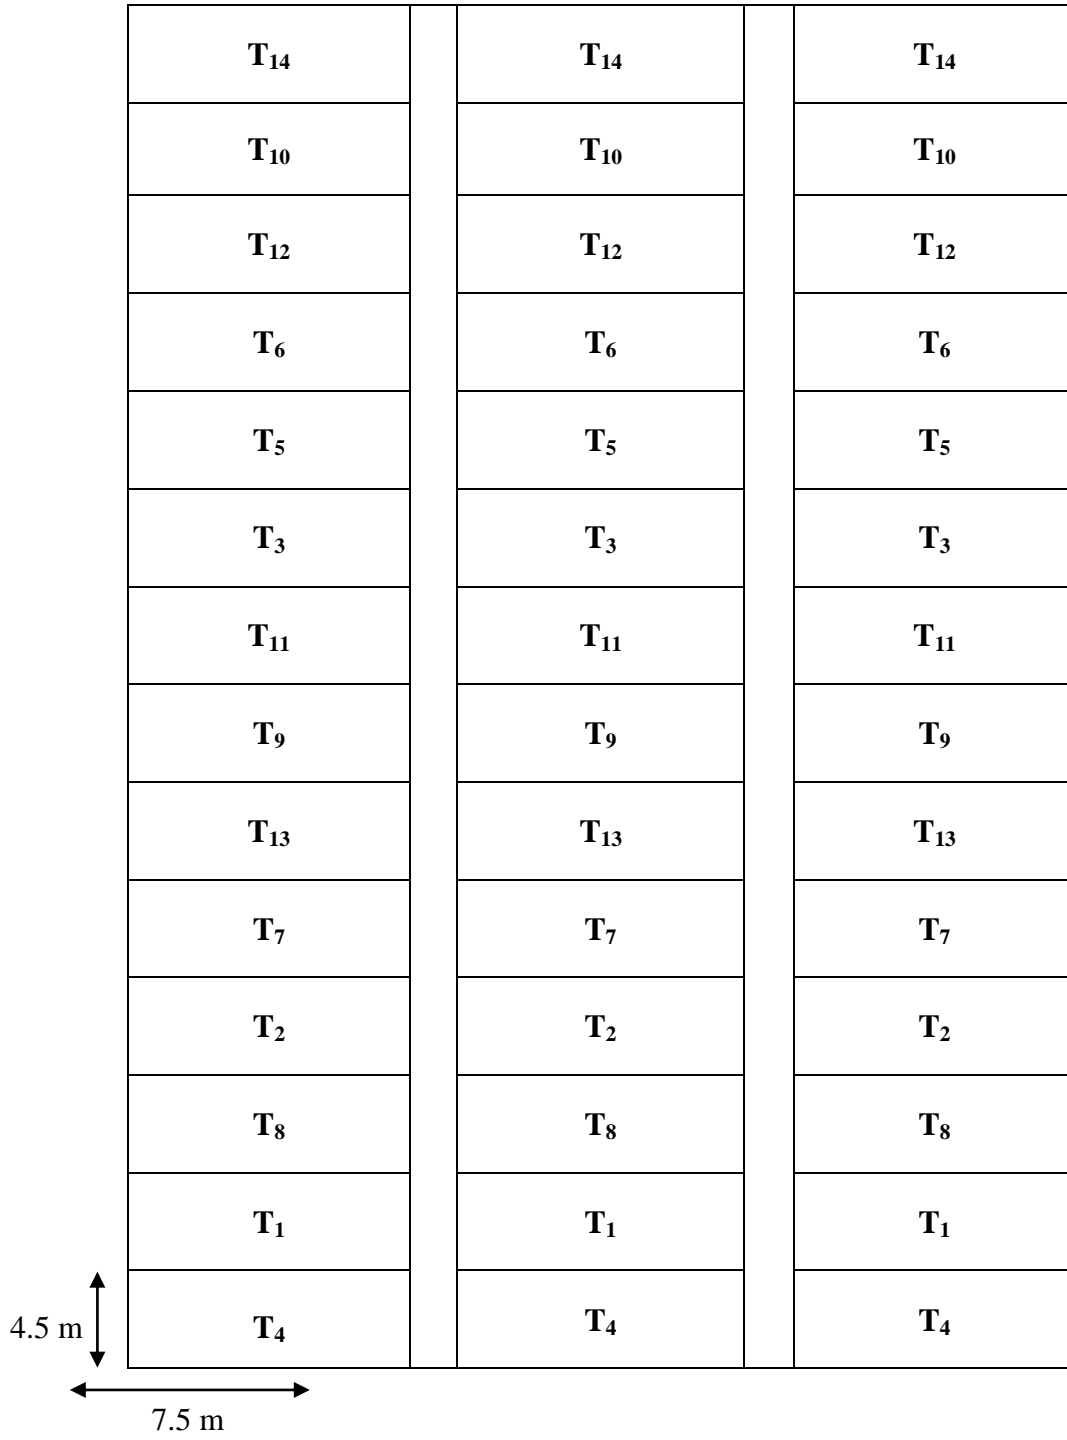 T14 T14 T14
T10 T10 T10
T12 T12 T12
T6 T6 T6
T5 T5 T5
T3 T3 T3
T11 T11 T11
T9 T9 T9
T13 T13 T13
T7 T7 T7
T2 T2 T2
T8 T8 T8
T1 T1 T1
T4 T4 T4
4.5 m
7.5 m